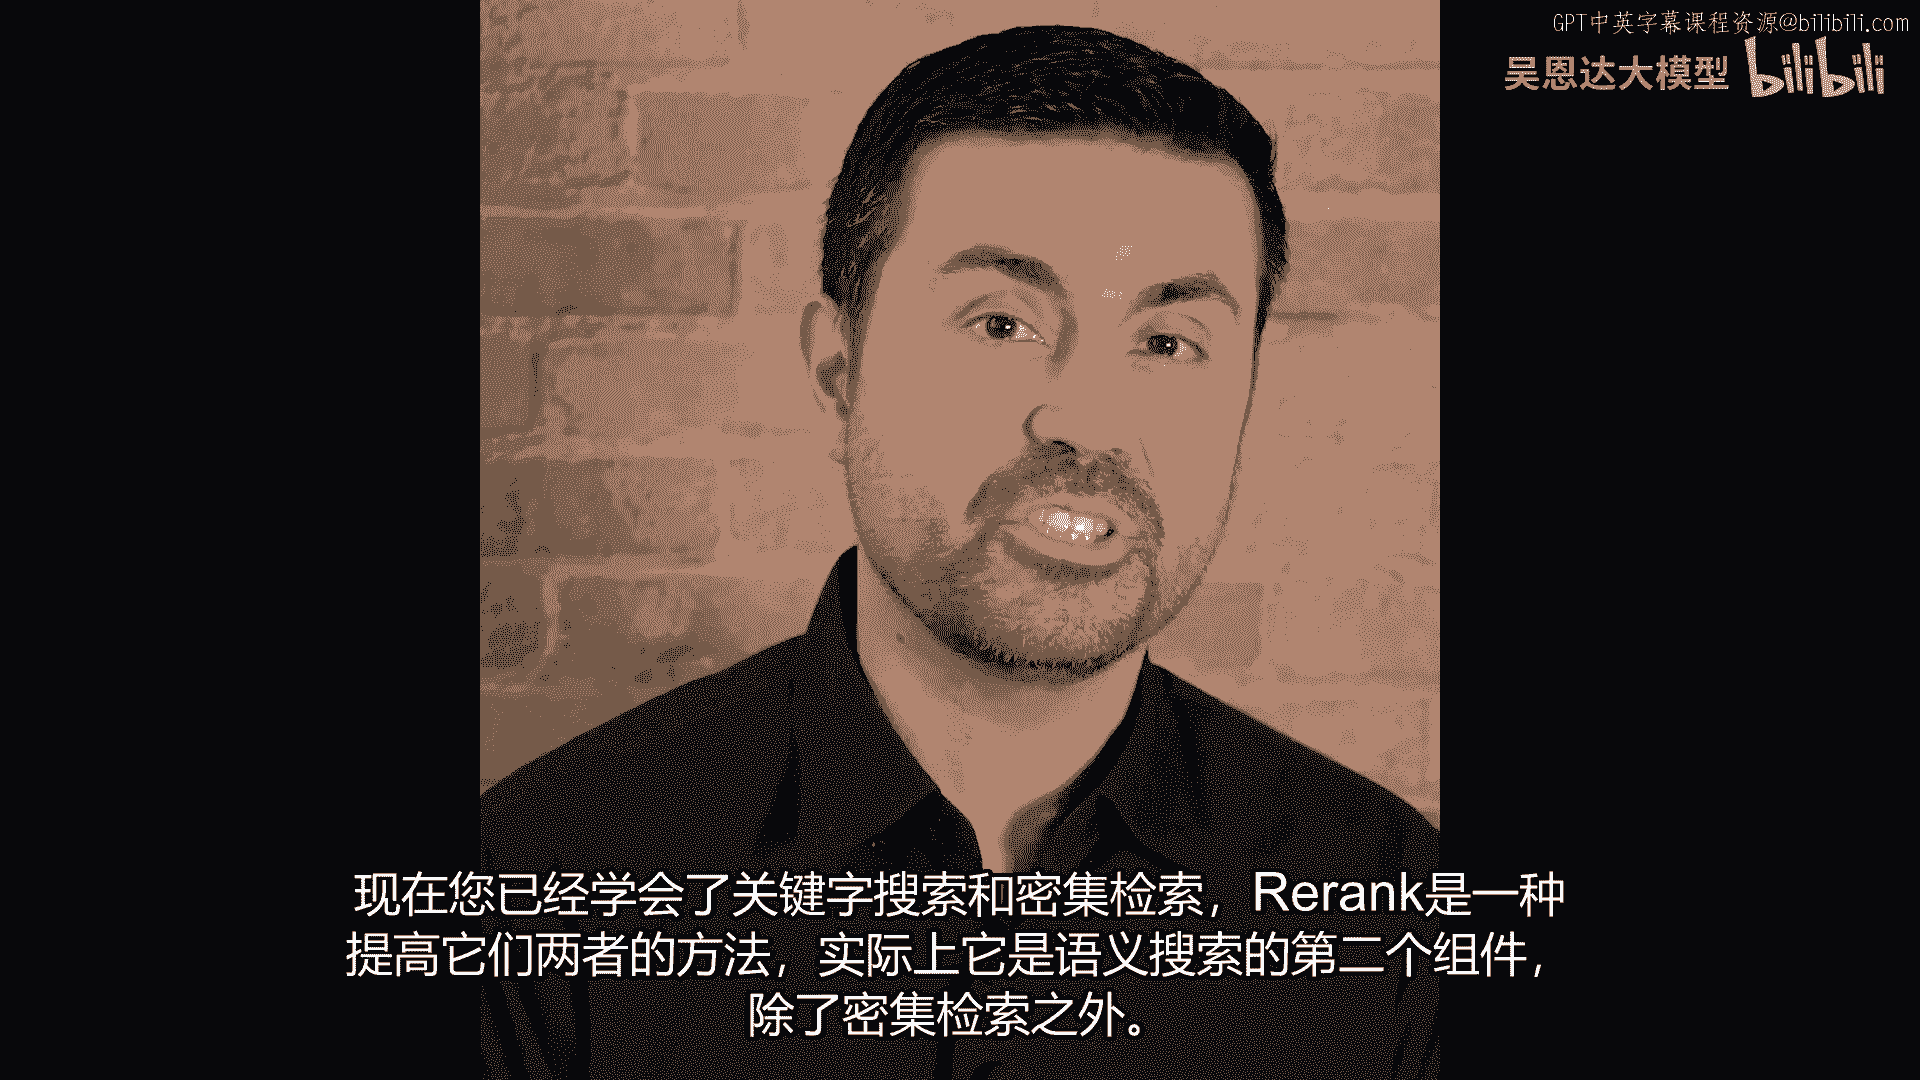 GPT中英字幕课程资源@bilibili.com
吴恩达大模型 bilibili
现在您已经学会了关键字搜索和密集检索，Rerank是一种
提高它们两者的方法，实际上它是语义搜索的第二个组件，
除了密集检索之外。